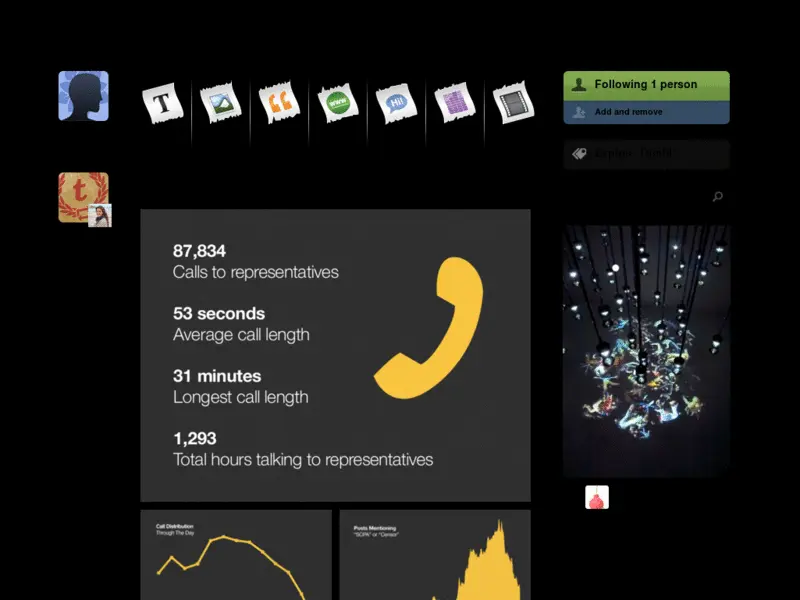 T
www
Hi!
Following 1 person
Add and remove
t
87,834
Calls to representatives
53 seconds
Average call length
31 minutes
Longest call length
1,293
Total hours talking to representatives
Call Distribution
Through The Day
Posts Mentioning
"SOPA" or "Censor"